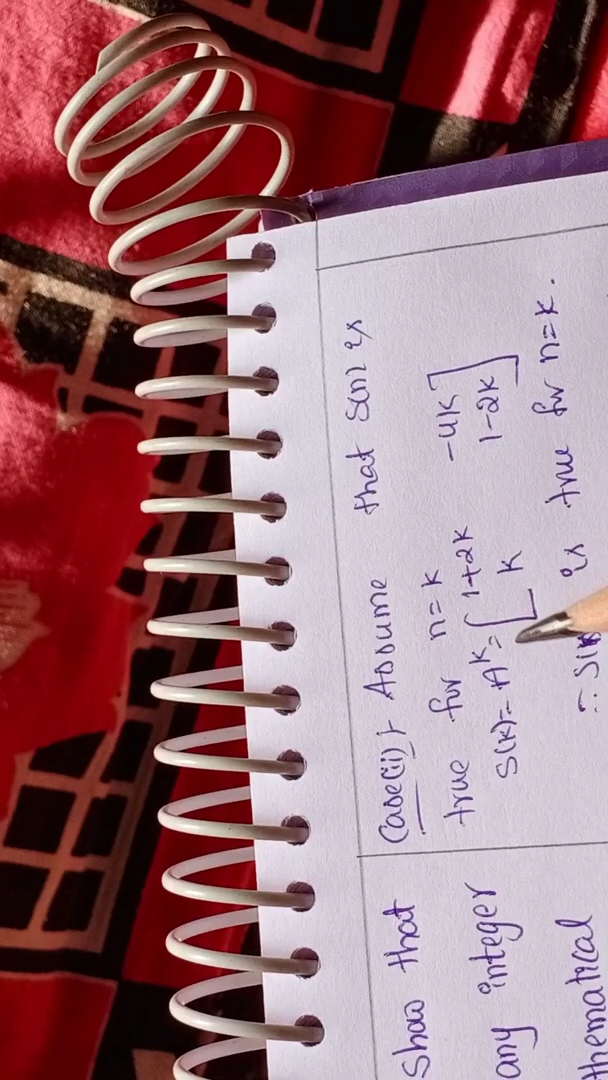 Show that
any integer
thematical
Case(ii) ; Assume that S(n) is
true for n=k
S(k)= A^k = [1+2k -4k
k 1-2k]
is true for n=k.